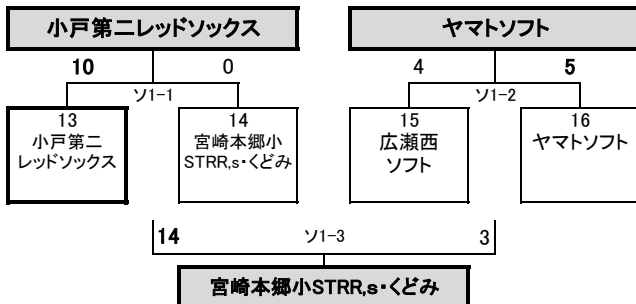 小戸第二レッドソックス
ヤマトソフト
10
0
4
5
ソ1-1
ソ1-2
13
小戸第二
レッドソックス
14
宮崎本郷小
STRR,s・くどみ
15
広瀬西
ソフト
16
ヤマトソフト
14
ソ1-3
3
宮崎本郷小STRR,s・くどみ